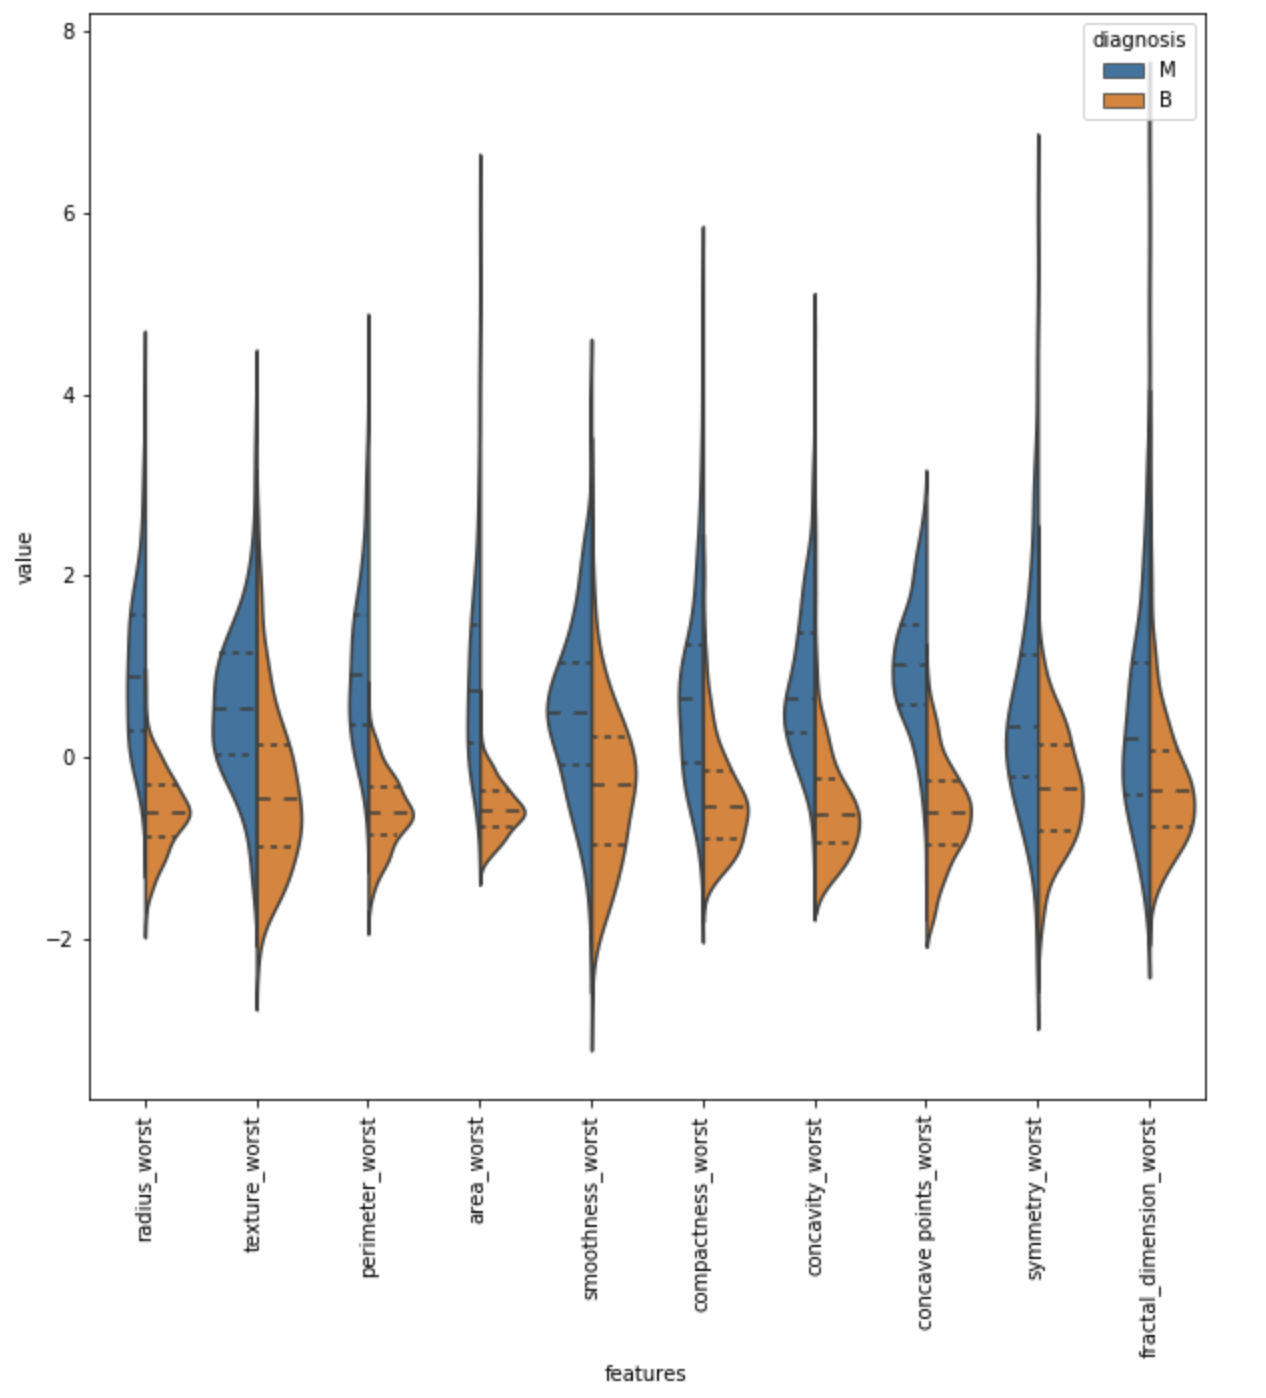 8
6
4
2
0
−2
value
diagnosis
M
B
radius_worst
texture_worst
perimeter_worst
area_worst
smoothness_worst
compactness_worst
concavity_worst
concave points_worst
symmetry_worst
fractal_dimension_worst
features